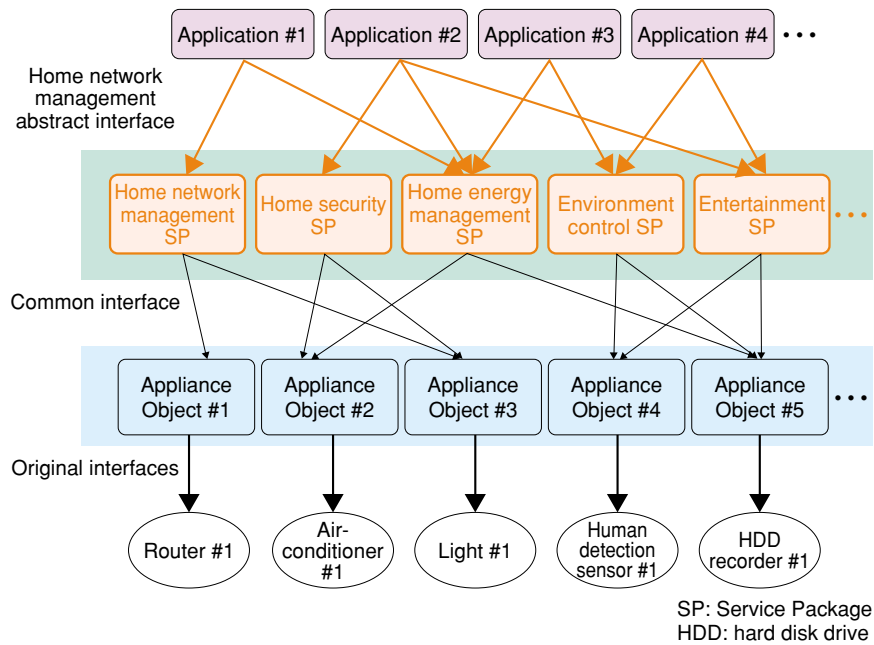 Application #1
Application #2
Application #3
Application #4
• • •
Home network
management
abstract interface
Home network
management
SP
Home security
SP
Home energy
management
SP
Environment
control SP
Entertainment
SP
• • •
Common interface
Appliance
Object #1
Appliance
Object #2
Appliance
Object #3
Appliance
Object #4
Appliance
Object #5
• • •
Original interfaces
Router #1
Air-
conditioner
#1
Light #1
Human
detection
sensor #1
HDD
recorder #1
SP: Service Package
HDD: hard disk drive